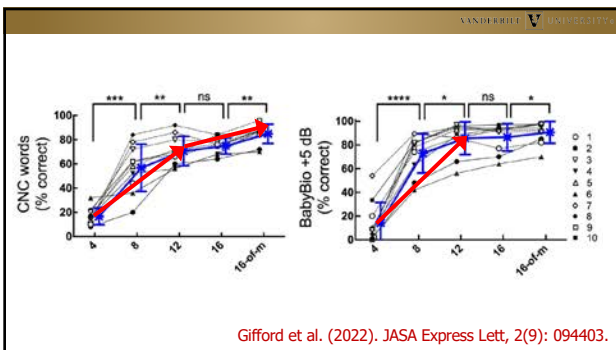 VANDERBILT V UNIVERSITY
*** ** ns **
CNC words
(% correct)
100
80
60
40
20
0
4 8 12 16 16-of-m
**** * ns *
BabyBio +5 dB
(% correct)
100
80
60
40
20
0
4 8 12 16 16-of-m
1
2
3
4
5
6
7
8
9
10
Gifford et al. (2022). JASA Express Lett, 2(9): 094403.